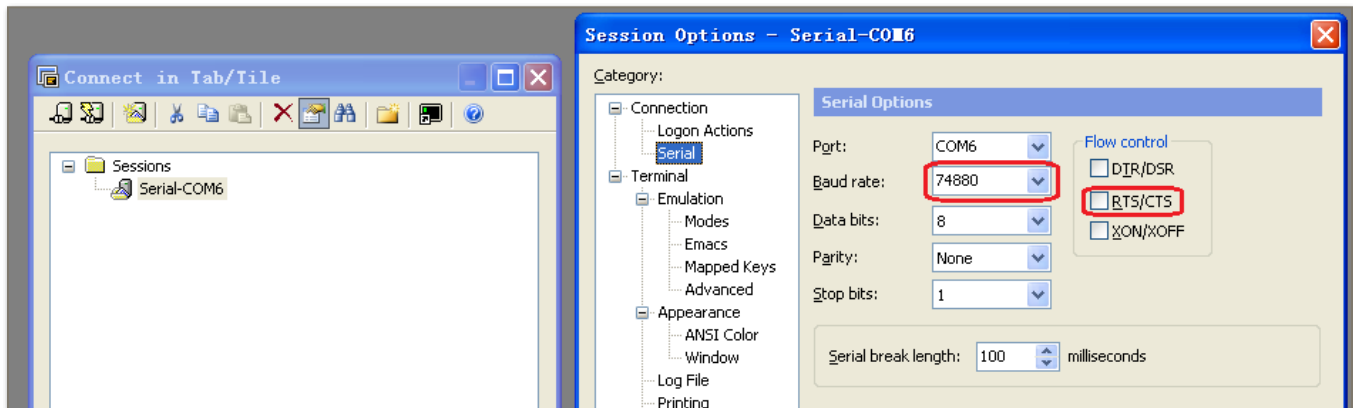 Connect in Tab/Tile
Sessions
Serial-COM6
Session Options - Serial-COM6
Category:
Connection
Logon Actions
Serial
Terminal
Emulation
Modes
Emacs
Mapped Keys
Advanced
Appearance
ANSI Color
Window
Log File
Printing
Serial Options
Port: COM6
Baud rate: 74880
Data bits: 8
Parity: None
Stop bits: 1
Flow control
DTR/DSR
RTS/CTS
XON/XOFF
Serial break length: 100 milliseconds